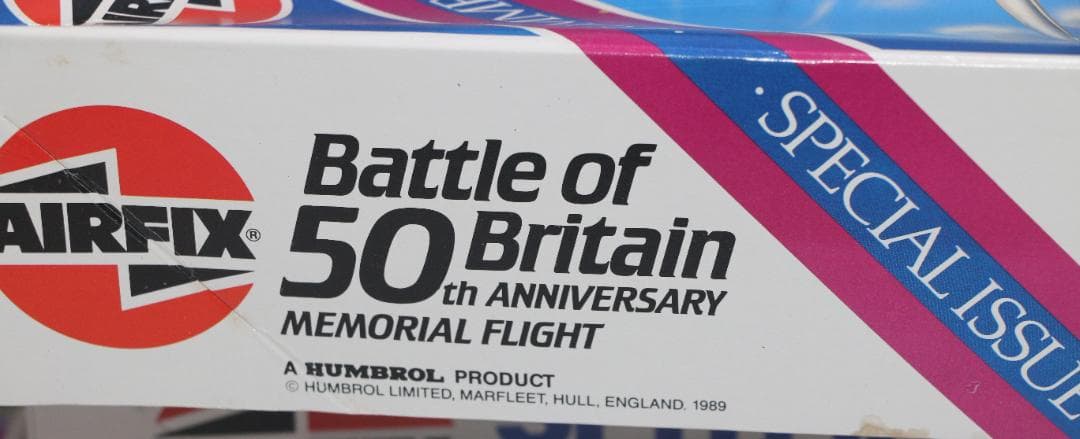 AIRFIX®
Battle of
50 Britain
th ANNIVERSARY
MEMORIAL FLIGHT
A HUMBROL PRODUCT
© HUMBROL LIMITED, MARFLEET, HULL, ENGLAND. 1989
· SPECIAL ISSUE